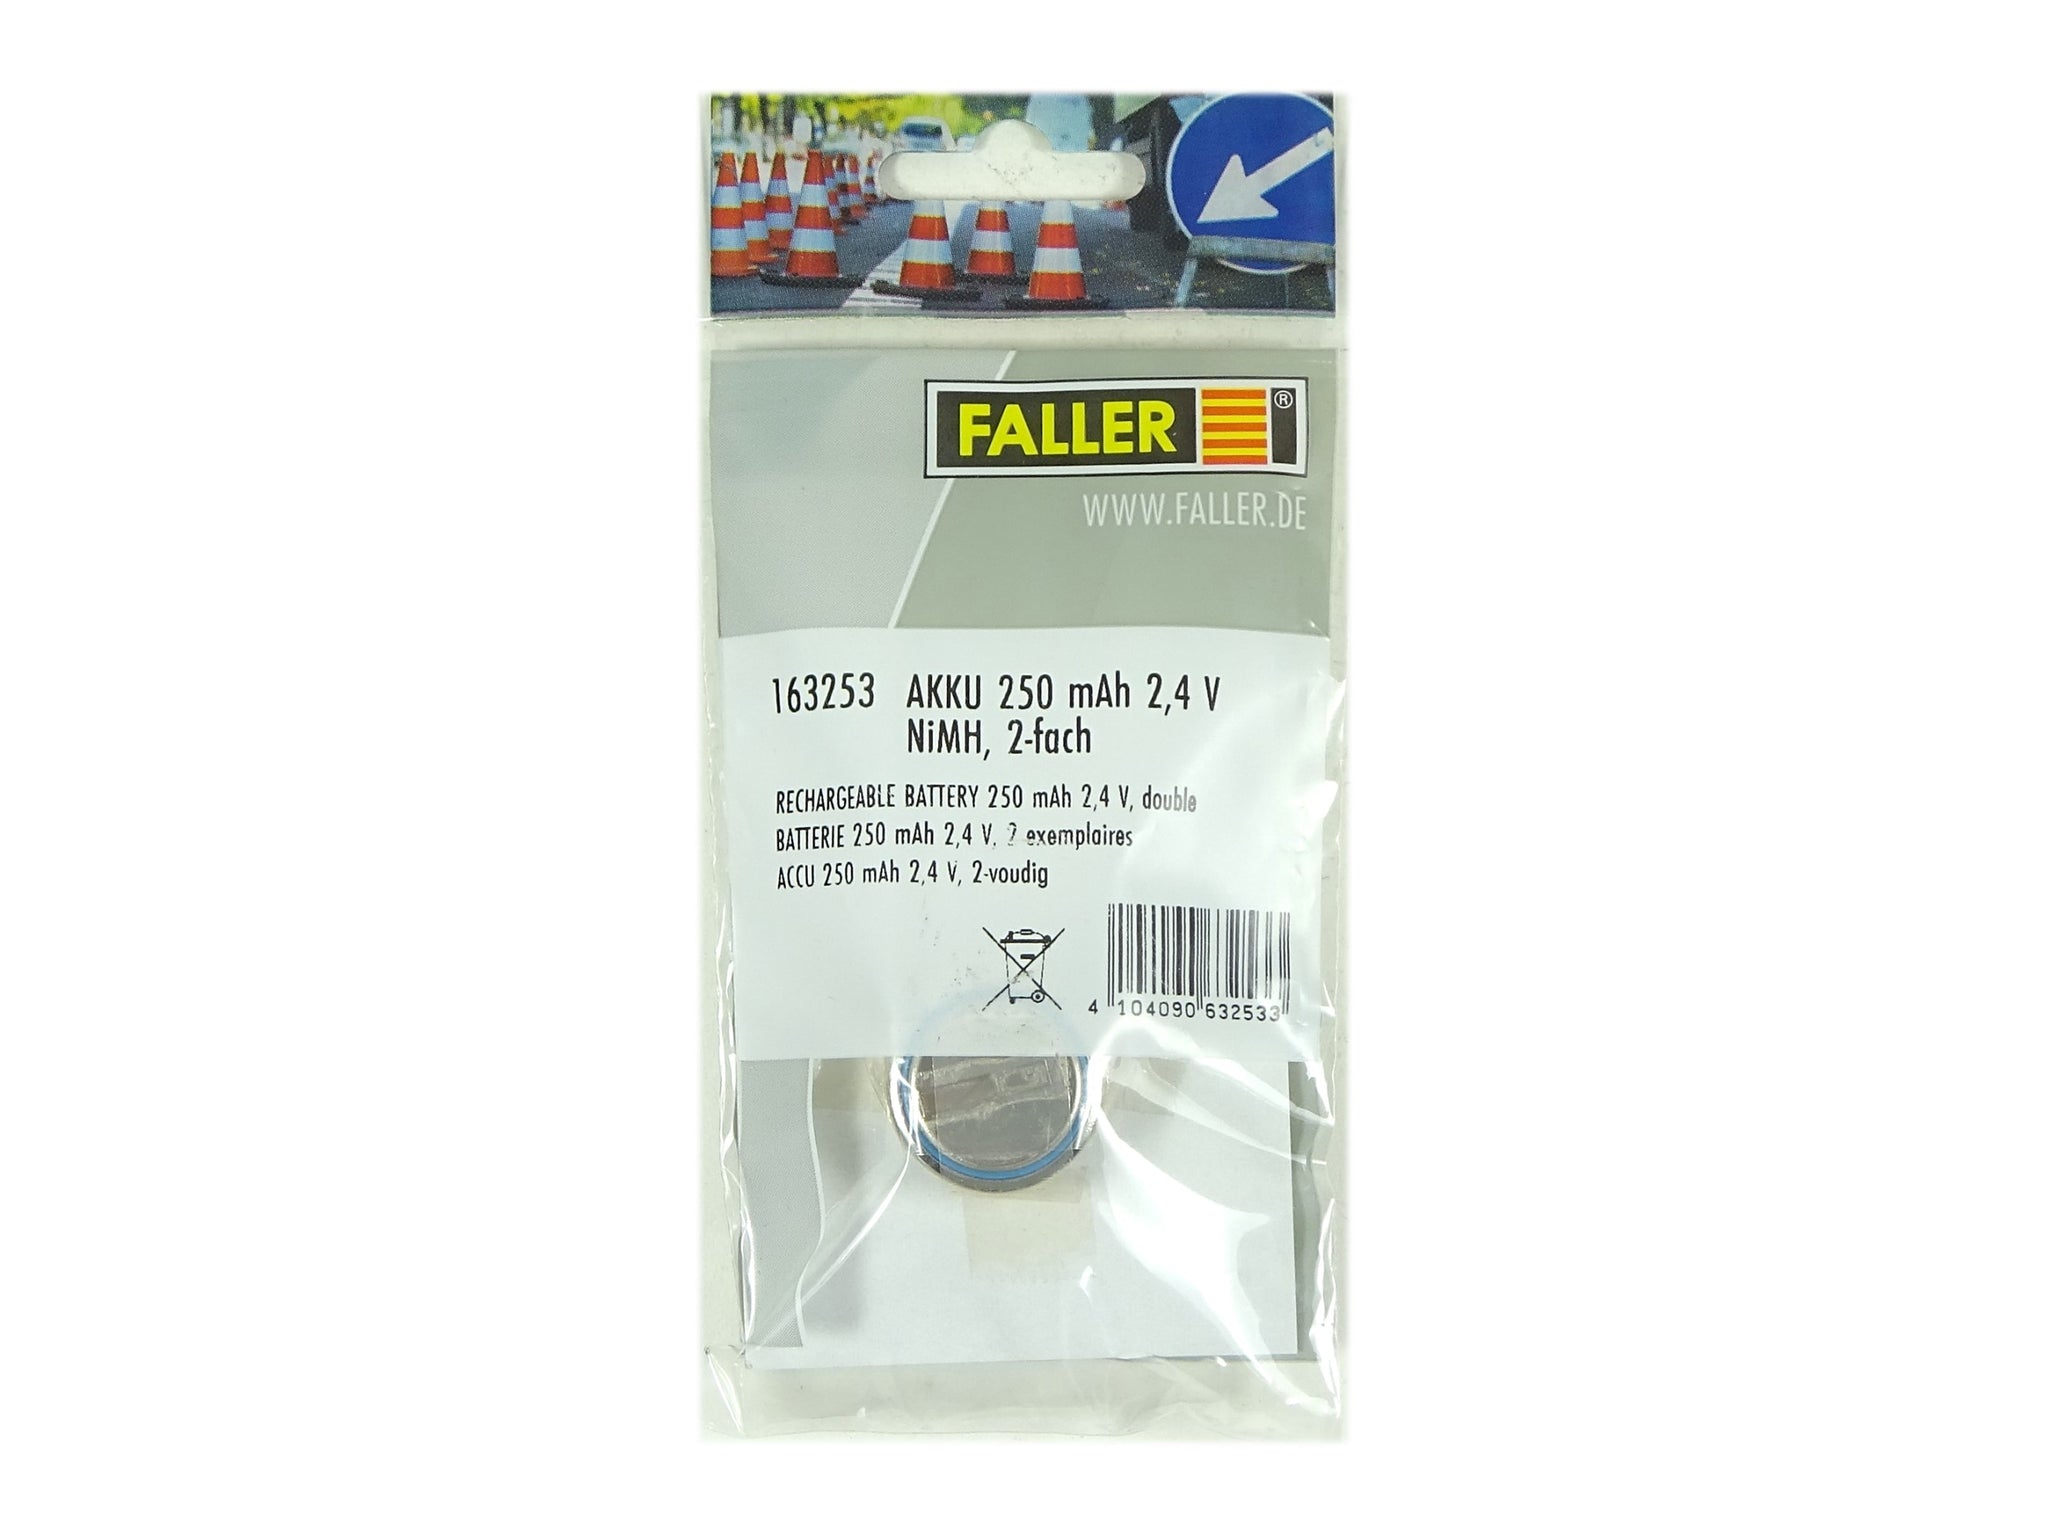 FALLER ®
WWW.FALLER.DE
163253 AKKU 250 mAh 2,4 V
NiMH, 2-fach
RECHARGEABLE BATTERY 250 mAh 2,4 V, double
BATTERIE 250 mAh 2,4 V, 2 exemplaires
ACCU 250 mAh 2,4 V, 2-voudig
4 104090 632533